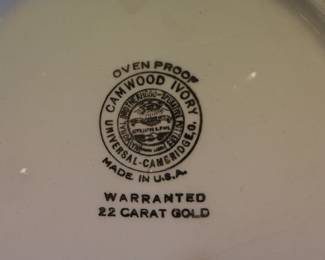 OVEN PROOF
CAMWOOD IVORY
UNIVERSAL-CAMBRIDGE, O.
MADE IN U.S.A.
WARRANTED
22 CARAT GOLD